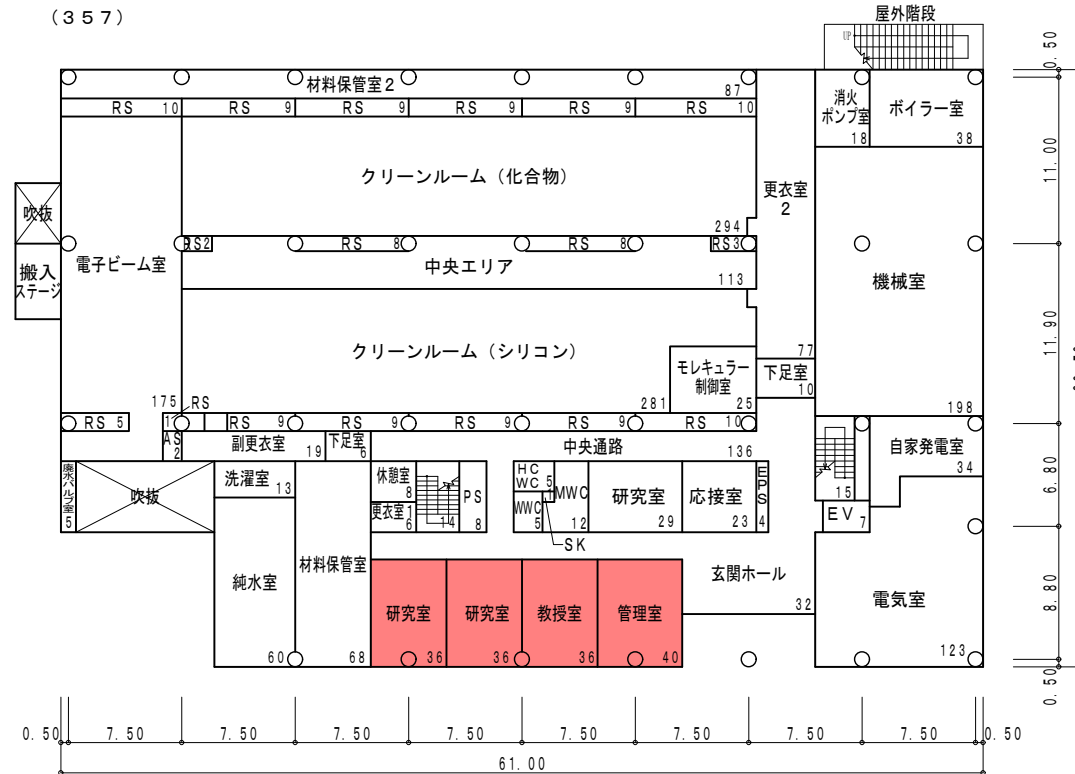 (357)
屋外階段
UP
材料保管室2
87
消火
ポンプ室
18
ボイラー室
38
RS 10
RS 9
RS 9
RS 9
RS 9
RS 10
クリーンルーム(化合物)
294
更衣室
2
77
吹抜
搬入
ステージ
電子ビーム室
175
RS2
RS 8
RS 8
RS3
中央エリア
113
機械室
198
クリーンルーム(シリコン)
281
モレキュラー
制御室
25
下足室
10
RS 5
1
RS
RS 9
RS 9
RS 9
RS 9
RS 10
AS
2
副更衣室
19
下足室
6
中央通路
136
自家発電室
34
15
廃水バルブ室
5
吹抜
洗濯室
13
休憩室
8
更衣室1
6
14
PS
8
HC
WC 5
1
WWC
5
MWC
12
SK
研究室
29
応接室
23
EPS
4
EV 7
純水室
60
材料保管室
68
研究室
36
研究室
36
教授室
36
管理室
40
玄関ホール
32
電気室
123
0.50
11.00
11.90
6.80
8.80
0.50
0.50
7.50
7.50
7.50
7.50
7.50
7.50
7.50
7.50
0.50
61.00